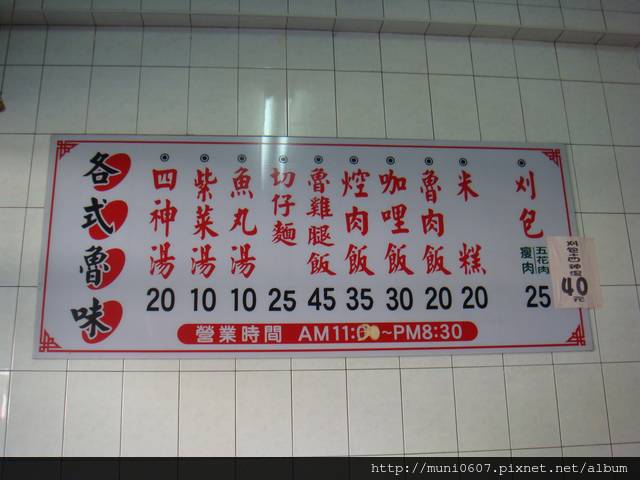 各式魯味
四神湯 20
紫菜湯 10
魚丸湯 10
切仔麵 25
魯雞腿飯 45
焢肉飯 35
咖哩飯 30
魯肉飯 20
米糕 20
刈包 五花肉 瘦肉 25
40元
營業時間 AM11:00~PM8:30
http://muni0607.pixnet.net/album